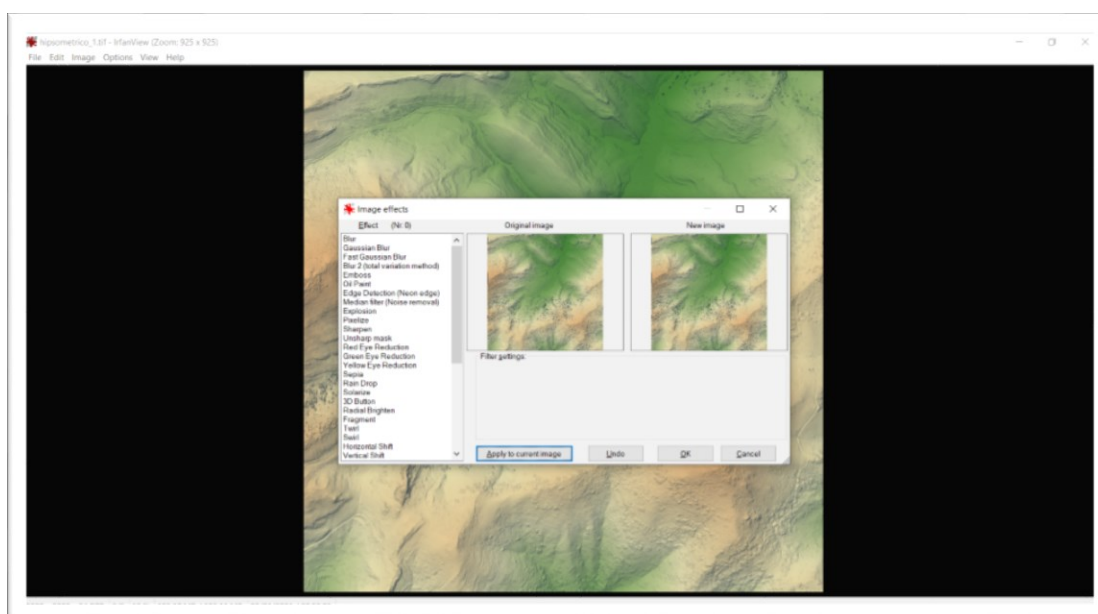 hipsometrico_1.tif - IrfanView (Zoom: 925 x 925)
File Edit Image Options View Help
Image effects
Effect (Nr: 0) Original image New image
Blur
Gaussian Blur
Fast Gaussian Blur
Blur 2 (total variation method)
Emboss
Oil Paint
Edge Detection (Neon edge)
Median filter (Noise removal)
Explosion
Pixelize
Sharpen
Unsharp mask
Red Eye Reduction
Green Eye Reduction
Yellow Eye Reduction
Sepia
Rain Drop
Solarize
3D Button
Radial Brighten
Fragment
Twirl
Swirl
Horizontal Shift
Vertical Shift
Filter settings:
Apply to current image Undo OK Cancel